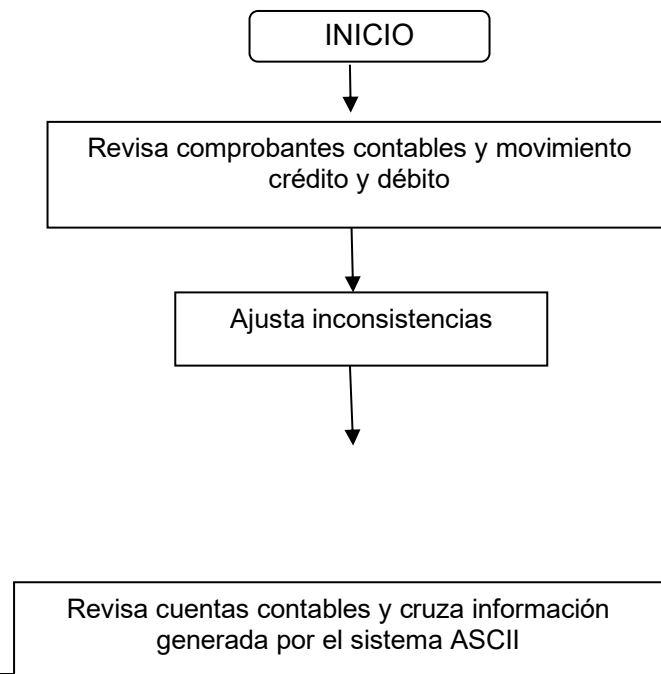 INICIO
Revisa comprobantes contables y movimiento
crédito y débito
Ajusta inconsistencias
Revisa cuentas contables y cruza información
generada por el sistema ASCII